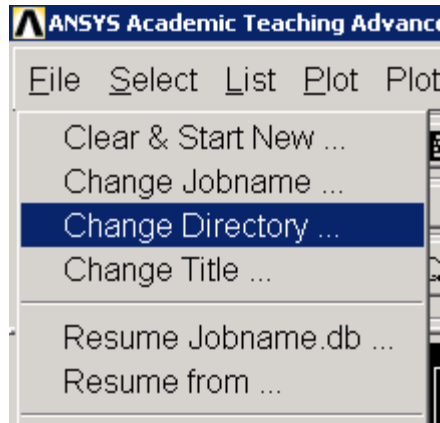 ANSYS Academic Teaching Advance
File Select List Plot Plot
Clear & Start New ...
Change Jobname ...
Change Directory ...
Change Title ...
Resume Jobname.db ...
Resume from ...